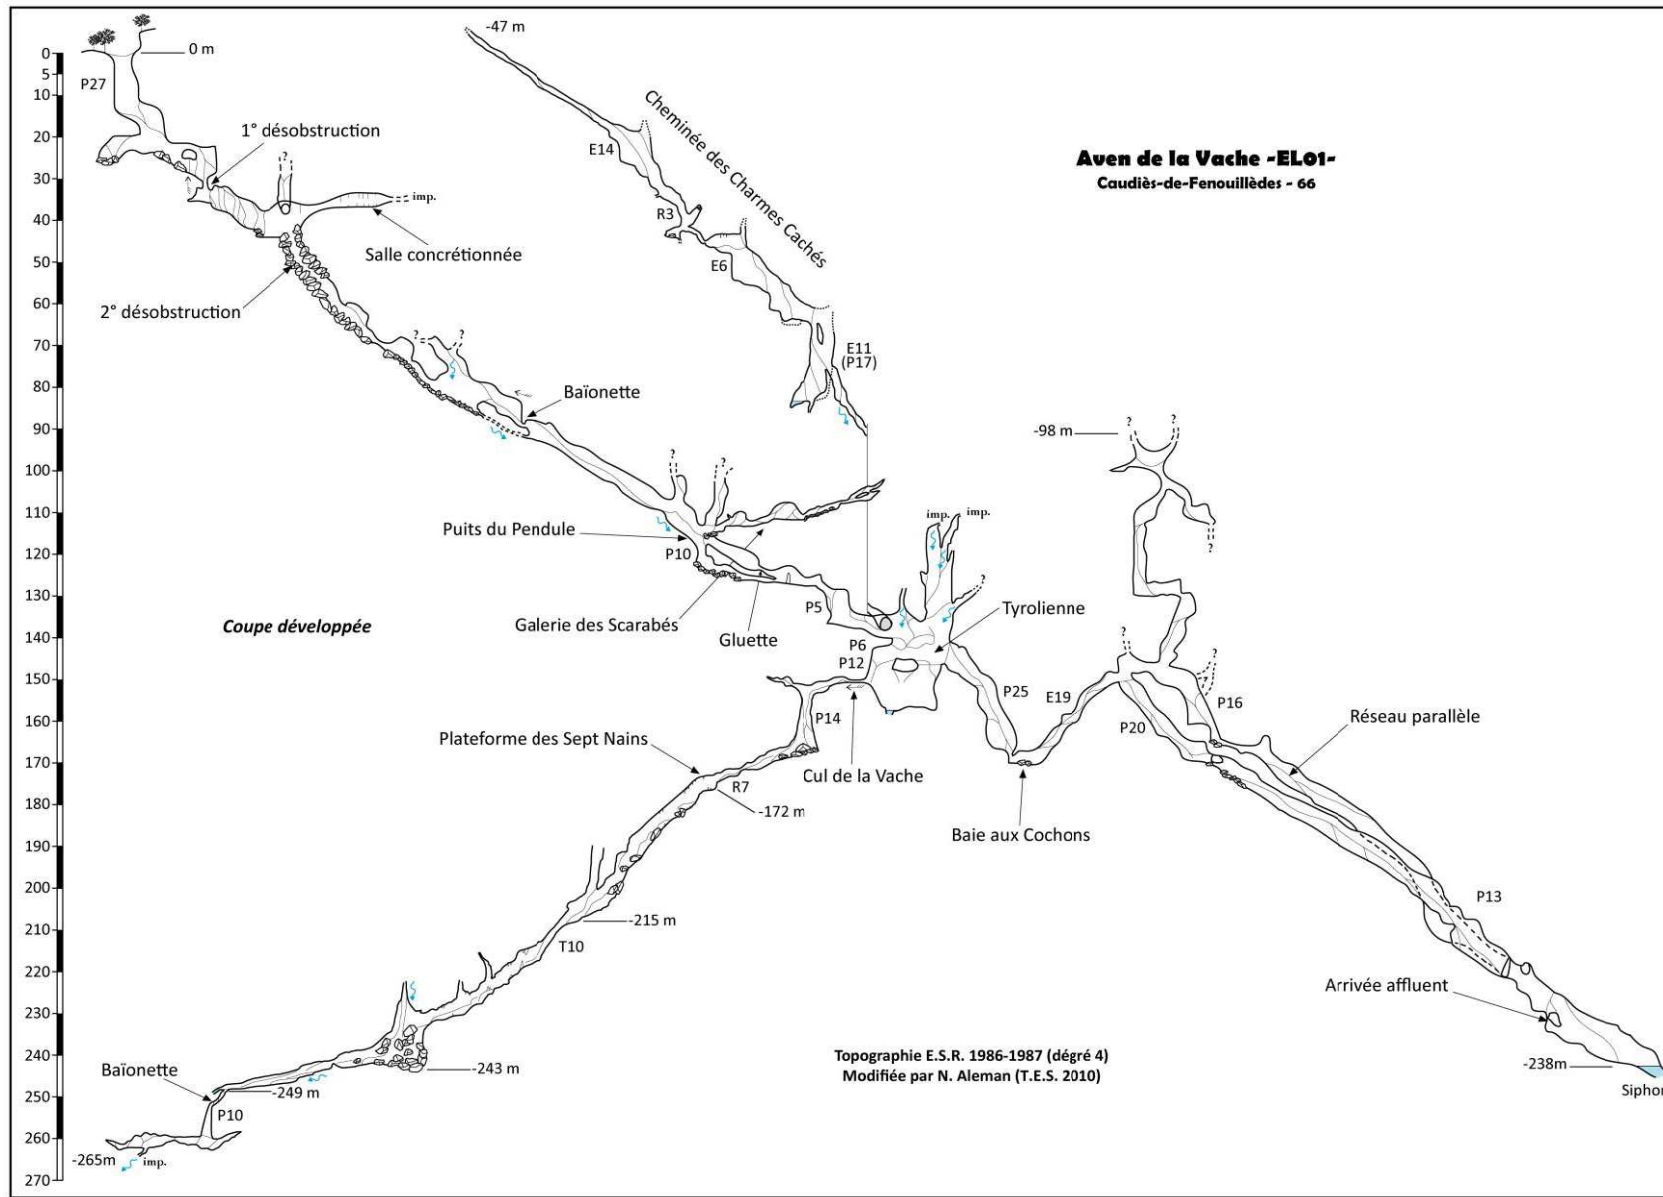 Aven de la Vache -EL01-
Caudiès-de-Fenouillèdes - 66
-47 m
0 m
0
5
10
20
30
40
50
60
70
80
90
100
110
120
130
140
150
160
170
180
190
200
210
220
230
240
250
260
270
P27
1° désobstruction
?
imp.
Salle concrétionnée
2° désobstruction
Cheminée des Charmes Cachés
E14
R3
E6
E11
(P17)
?
?
Baïonette
?
?
Puits du Pendule
P10
Galerie des Scarabés
Gluette
P5
imp.
imp.
?
Tyrolienne
P6
P12
Coupe développée
-98 m
?
?
?
?
?
P25
E19
P20
P16
Réseau parallèle
P14
Plateforme des Sept Nains
R7
-172 m
Cul de la Vache
Baie aux Cochons
-215 m
T10
P13
Arrivée affluent
-238m
Siphon
Baïonette
-243 m
-249 m
P10
-265m
imp.
Topographie E.S.R. 1986-1987 (dégré 4)
Modifiée par N. Aleman (T.E.S. 2010)